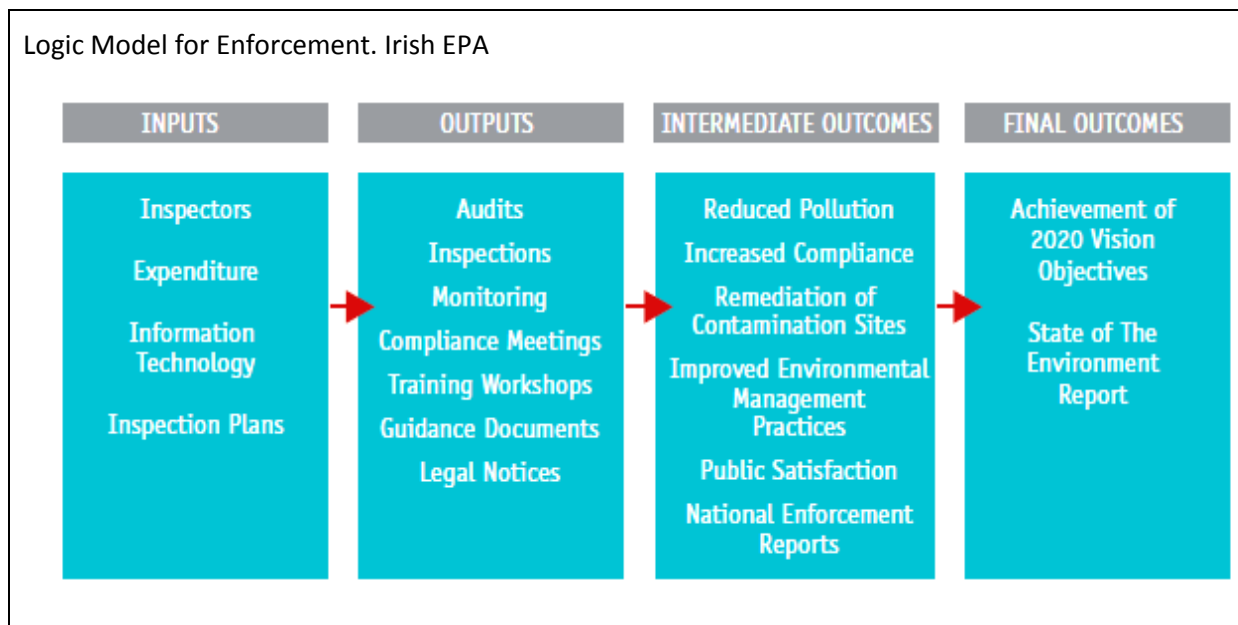 Logic Model for Enforcement. Irish EPA
INPUTS
Inspectors
Expenditure
Information
Technology
Inspection Plans
OUTPUTS
Audits
Inspections
Monitoring
Compliance Meetings
Training Workshops
Guidance Documents
Legal Notices
INTERMEDIATE OUTCOMES
Reduced Pollution
Increased Compliance
Remediation of
Contamination Sites
Improved Environmental
Management
Practices
Public Satisfaction
National Enforcement
Reports
FINAL OUTCOMES
Achievement of
2020 Vision
Objectives
State of The
Environment
Report